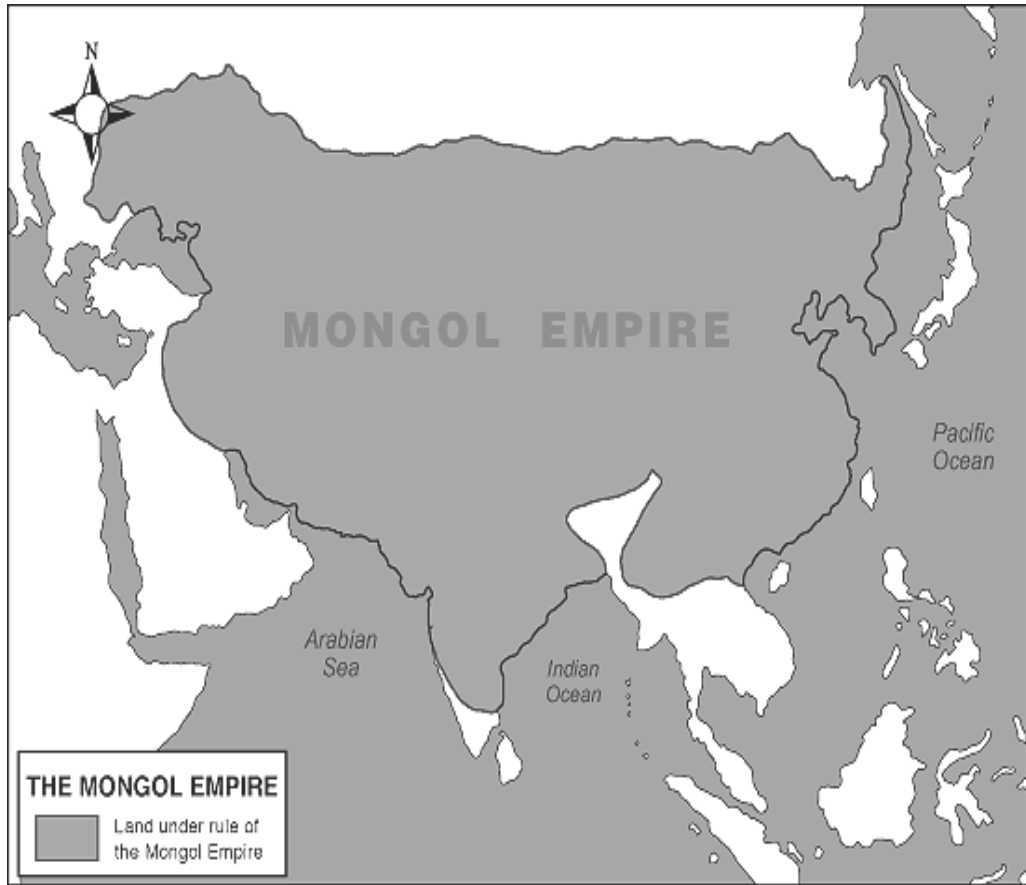 N
MONGOL EMPIRE
Pacific
Ocean
Arabian
Sea
Indian
Ocean
THE MONGOL EMPIRE
Land under rule of
the Mongol Empire